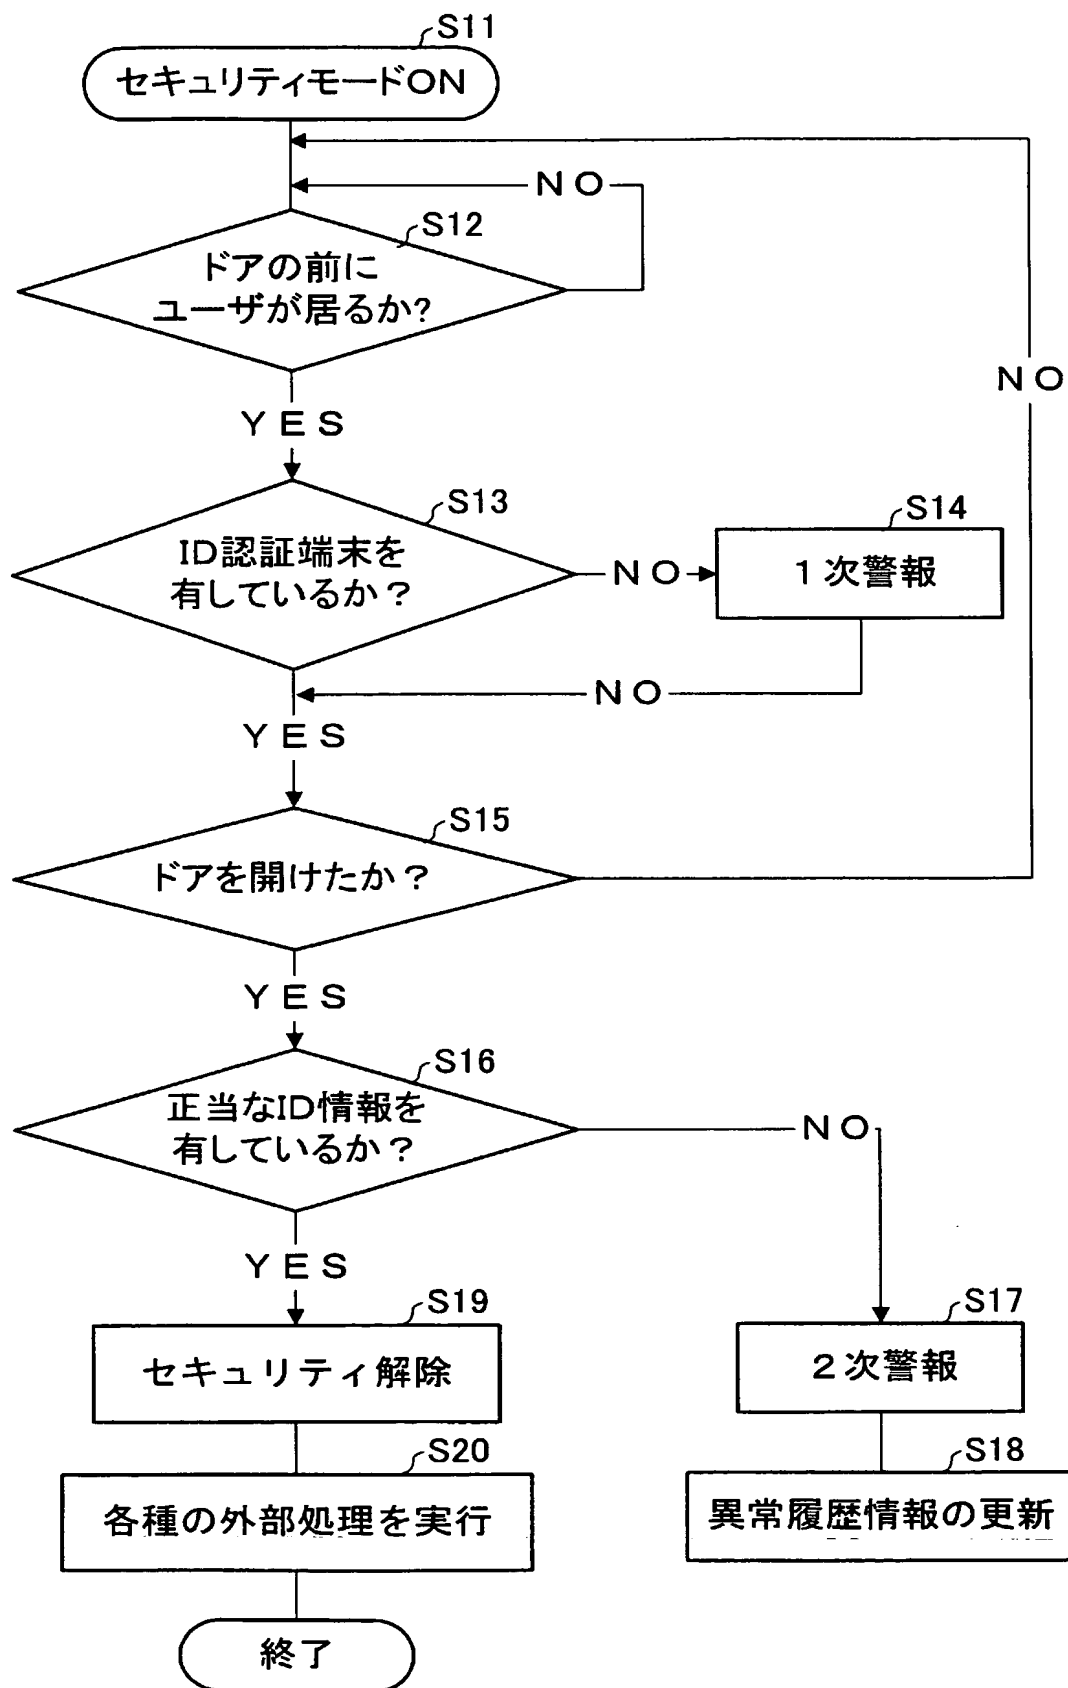 S11
セキュリティモードON
NO
S12
ドアの前に
ユーザが居るか?
NO
YES
S13
ID認証端末を
有しているか?
NO
S14
1次警報
NO
YES
S15
ドアを開けたか?
YES
S16
正当なID情報を
有しているか?
NO
YES
S19
セキュリティ解除
S17
2次警報
S20
各種の外部処理を実行
S18
異常履歴情報の更新
終了